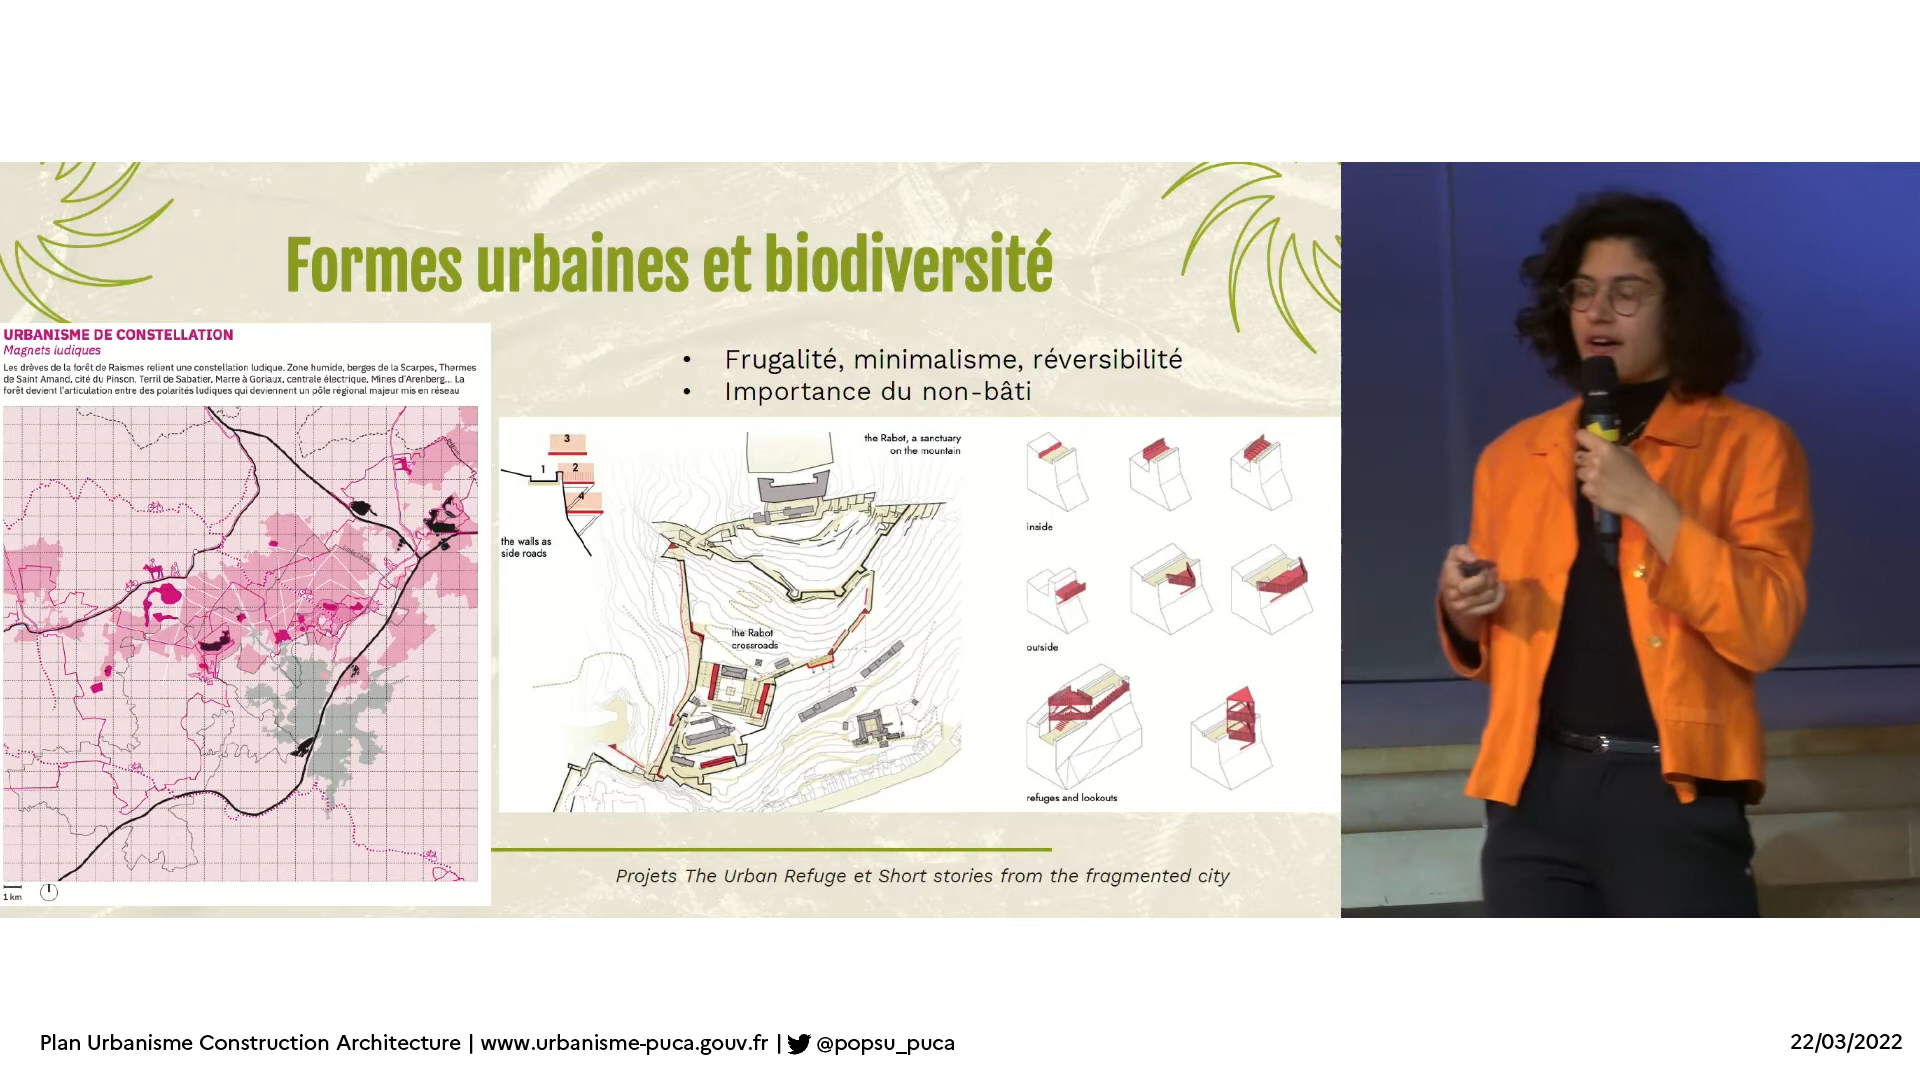 Formes urbaines et biodiversité
URBANISME DE CONSTELLATION
Magnets ludiques
Les drèves de la forêt de Raismes relient une constellation ludique. Zone humide, berges de la Scarpes, Thermes
de Saint Amand, cité du Pinson. Terril de Sabatier, Marre à Goriaux, centrale électrique, Mines d'Arenberg... La
forêt devient l'articulation entre des polarités ludiques qui deviennent un pôle régional majeur mis en réseau
1 km
• Frugalité, minimalisme, réversibilité
• Importance du non-bâti
3
1
2
4
the walls as
side roads
the Rabot, a sanctuary
on the mountain
the Rabot
crossroads
inside
outside
refuges and lookouts
Projets The Urban Refuge et Short stories from the fragmented city
Plan Urbanisme Construction Architecture | www.urbanisme-puca.gouv.fr | @popsu_puca
22/03/2022